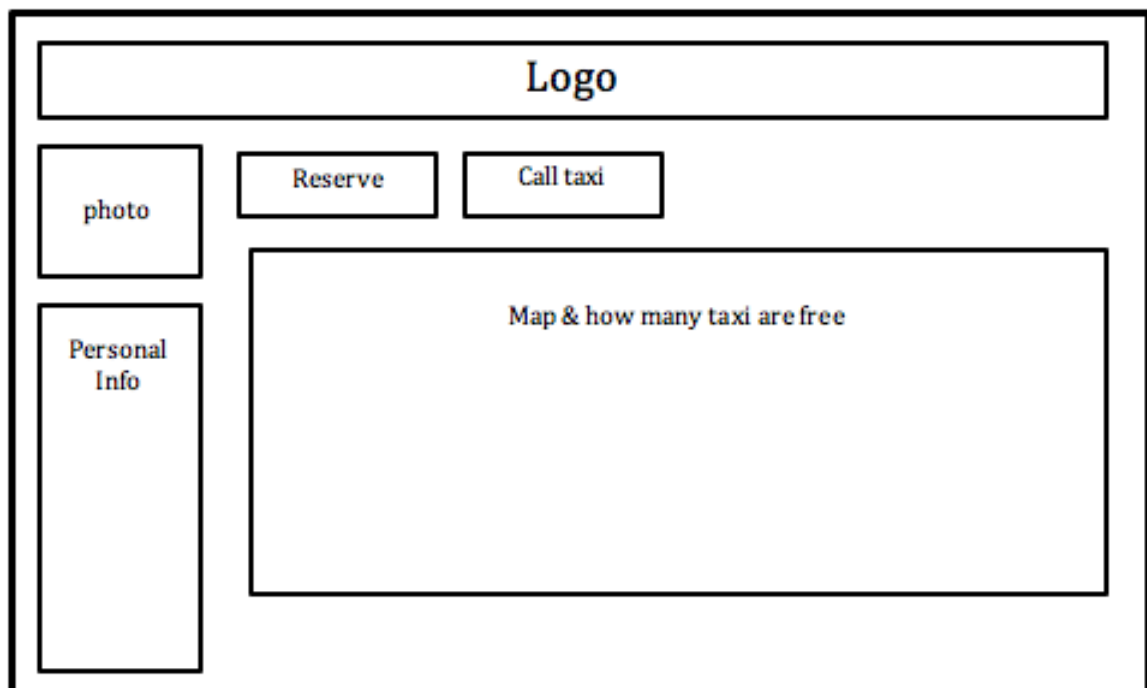 Logo
photo
Reserve
Call taxi
Map & how many taxi are free
Personal
Info